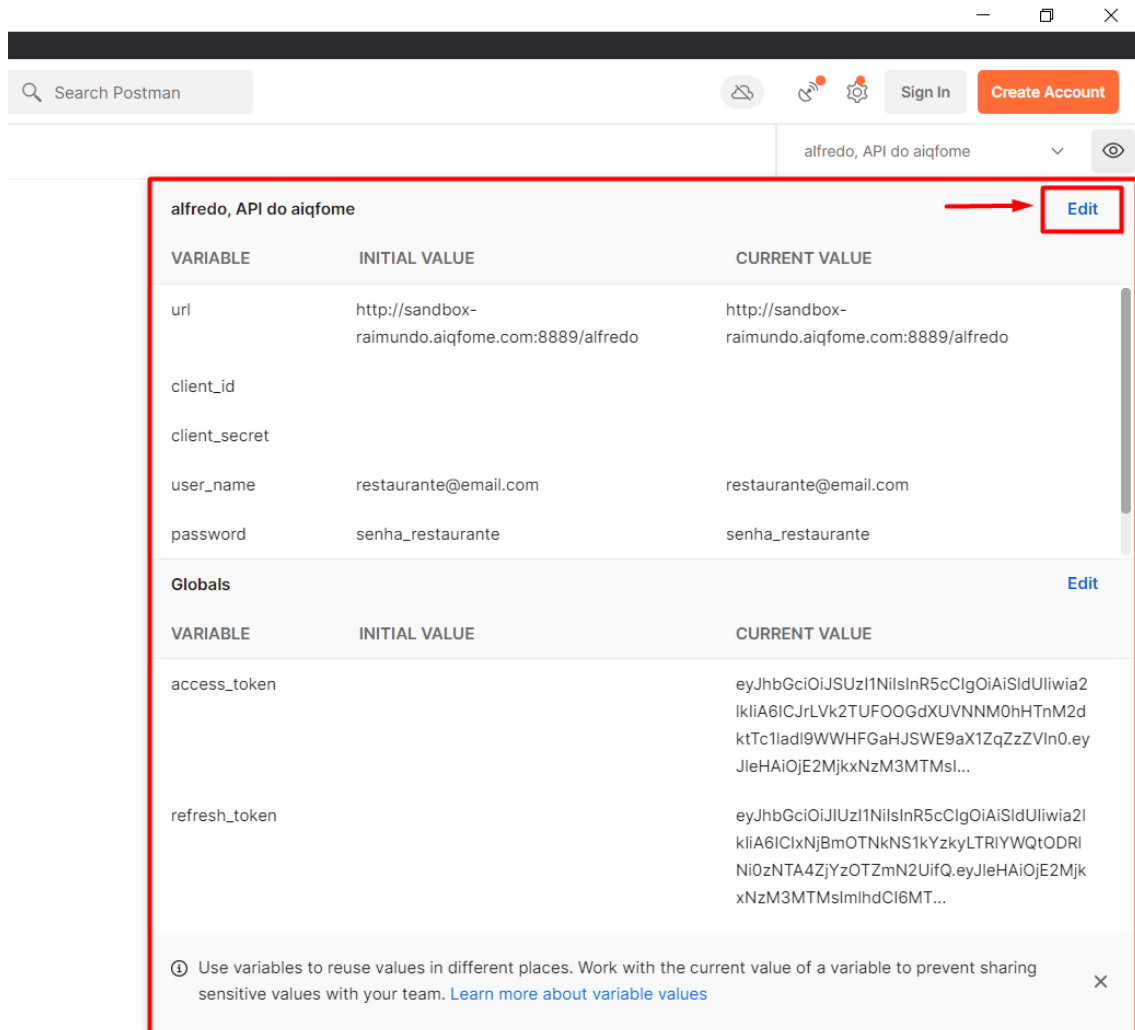 Search Postman
Sign In
Create Account
alfredo, API do aiqfome
alfredo, API do aiqfome
Edit
VARIABLE INITIAL VALUE CURRENT VALUE
url http://sandbox- http://sandbox-
raimundo.aiqfome.com:8889/alfredo raimundo.aiqfome.com:8889/alfredo
client_id
client_secret
user_name restaurante@email.com restaurante@email.com
password senha_restaurante senha_restaurante
Globals
Edit
VARIABLE INITIAL VALUE CURRENT VALUE
access_token eyJhbGciOiJSUzI1NiIsInR5cCIgOiAiSldUIiwia2
lkIiA6ICJrLVk2TUFOOGdXUVNNM0hHTnM2d
ktTc1ladl9WWHFGaHJSWE9aX1ZqZzZVIn0.ey
JleHAiOjE2MjkxNzM3MTMsI...
refresh_token eyJhbGciOiJIUzI1NiIsInR5cCIgOiAiSldUIiwia2l
kIiA6ICIxNjBmOTNkNS1kYzkyLTRlYWQtODRl
Ni0zNTA4ZjYzOTZmN2UifQ.eyJleHAiOjE2Mjk
xNzM3MTMsImlhdCI6MT...
Use variables to reuse values in different places. Work with the current value of a variable to prevent sharing
sensitive values with your team. Learn more about variable values